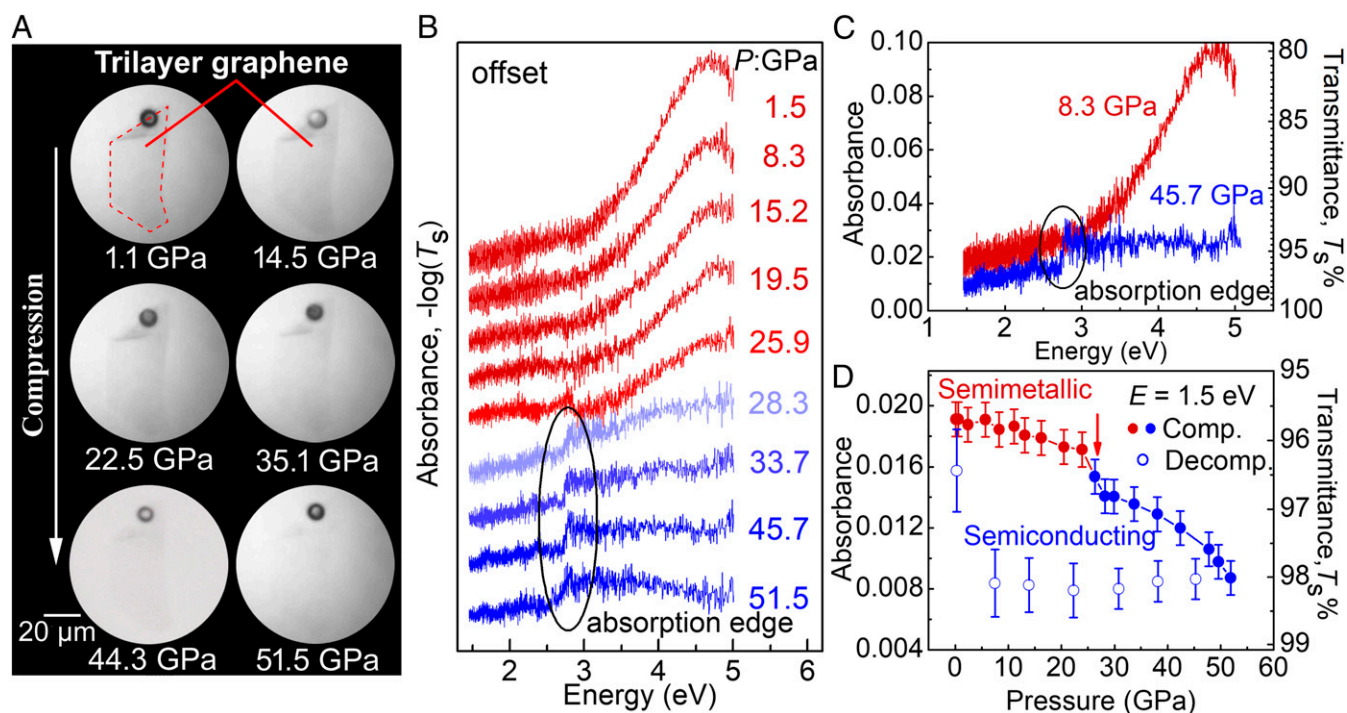 A
Trilayer graphene
1.1 GPa
14.5 GPa
22.5 GPa
35.1 GPa
44.3 GPa
51.5 GPa
Compression
20 μm
B
offset
P:GPa
1.5
8.3
15.2
19.5
25.9
28.3
33.7
45.7
51.5
absorption edge
Absorbance, -log(Ts)
2
3
4
5
6
Energy (eV)
C
0.10
0.08
0.06
0.04
0.02
0.00
Absorbance
80
85
90
95
100
Transmittance, Ts%
8.3 GPa
45.7 GPa
absorption edge
1
2
3
4
5
Energy (eV)
D
Semimetallic
E = 1.5 eV
Comp.
Decomp.
Semiconducting
0.020
0.016
0.012
0.008
0.004
Absorbance
95
96
97
98
99
Transmittance, Ts%
0
10
20
30
40
50
60
Pressure (GPa)